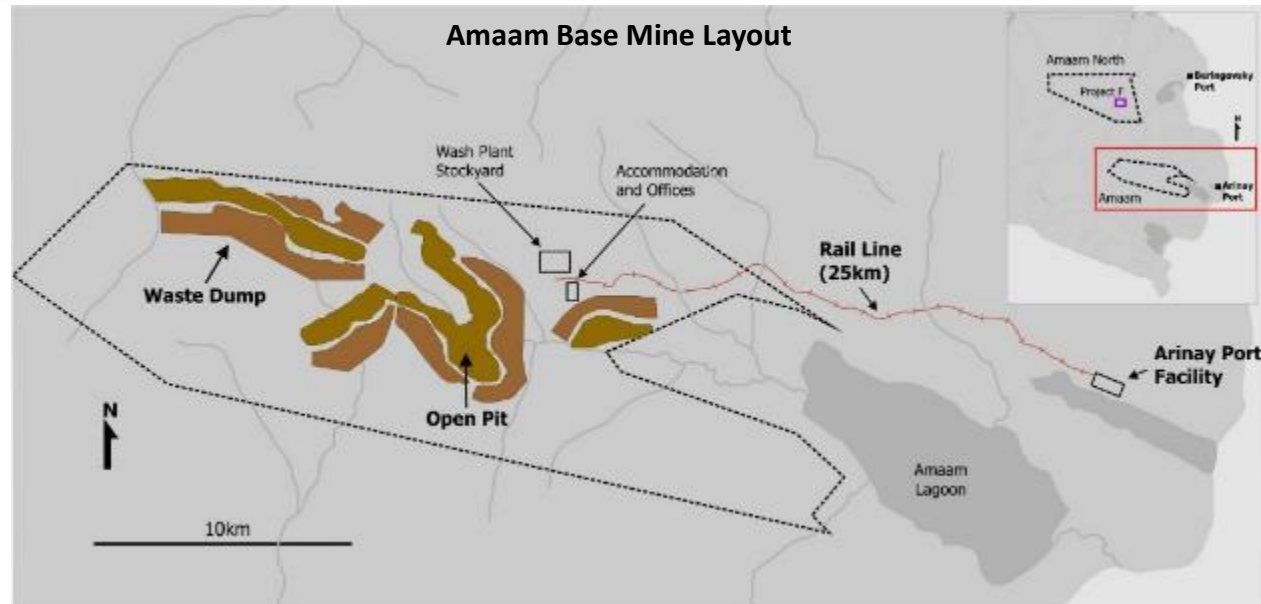 Amaam Base Mine Layout
Amaam North
Project F
Beringovsky
Port
N
Amaam
Arinay
Port
Wash Plant
Stockyard
Accommodation
and Offices
Rail Line
(25km)
Waste Dump
Arinay Port
Facility
Open Pit
N
Amaam
Lagoon
10km